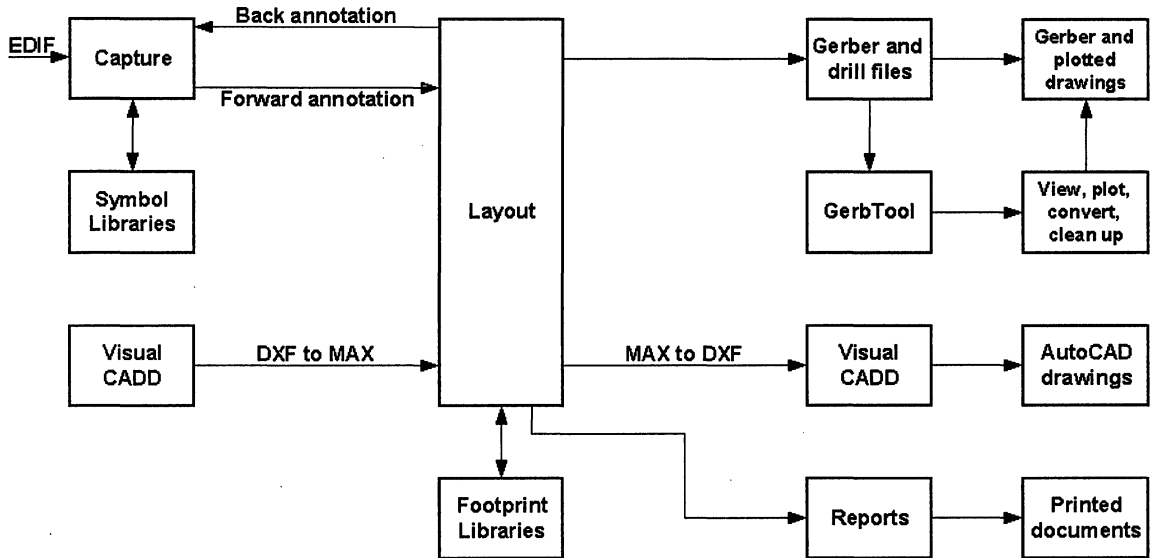 Back annotation
EDIF
Capture
Forward annotation
Gerber and
drill files
Gerber and
plotted
drawings
Symbol
Libraries
Layout
GerbTool
View, plot,
convert,
clean up
Visual
CADD
DXF to MAX
MAX to DXF
Visual
CADD
AutoCAD
drawings
Footprint
Libraries
Reports
Printed
documents